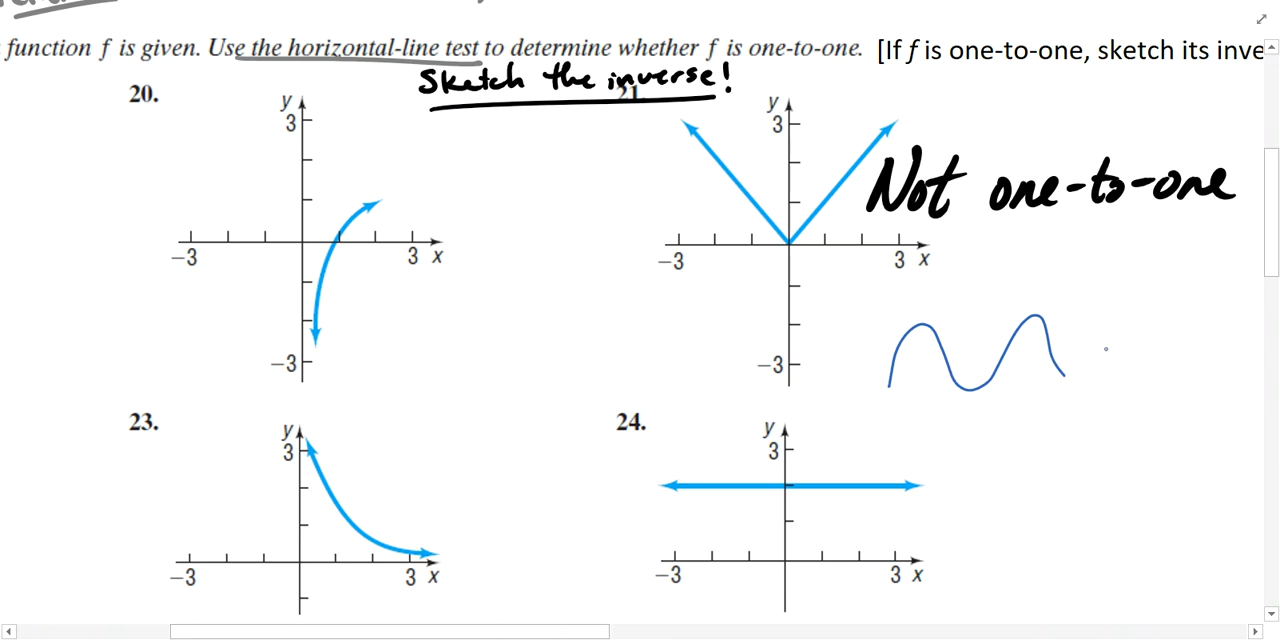 function f is given. Use the horizontal-line test to determine whether f is one-to-one. [If f is one-to-one, sketch its inve
Sketch the inverse!
20.
21.
y
3
-3
3 x
-3
y
3
Not one-to-one
-3
3 x
-3
23.
24.
y
3
-3
3 x
y
3
-3
3 x